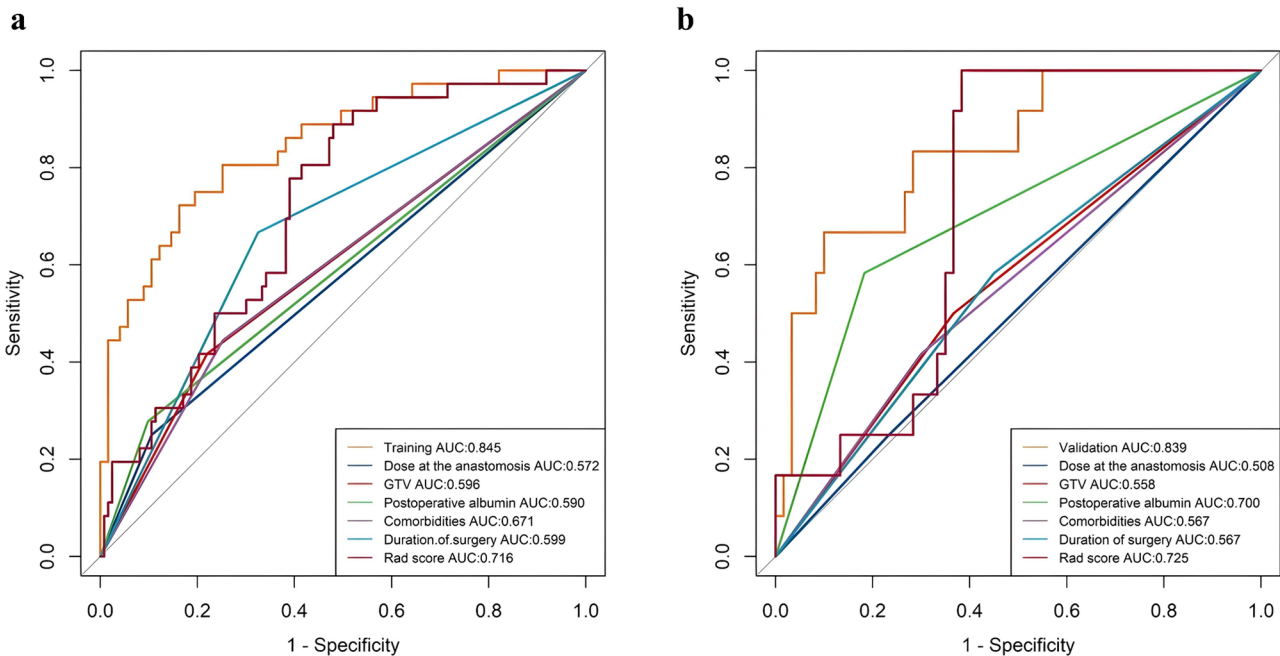 a
b
1.0
0.8
0.6
0.4
0.2
0.0
Sensitivity
Training AUC:0.845
Dose at the anastomosis AUC:0.572
GTV AUC:0.596
Postoperative albumin AUC:0.590
Comorbidities AUC:0.671
Duration.of.surgery AUC:0.599
Rad score AUC:0.716
0.0 0.2 0.4 0.6 0.8 1.0
1 - Specificity
1.0
0.8
0.6
0.4
0.2
0.0
Sensitivity
Validation AUC:0.839
Dose at the anastomosis AUC:0.508
GTV AUC:0.558
Postoperative albumin AUC:0.700
Comorbidities AUC:0.567
Duration of surgery AUC:0.567
Rad score AUC:0.725
0.0 0.2 0.4 0.6 0.8 1.0
1 - Specificity